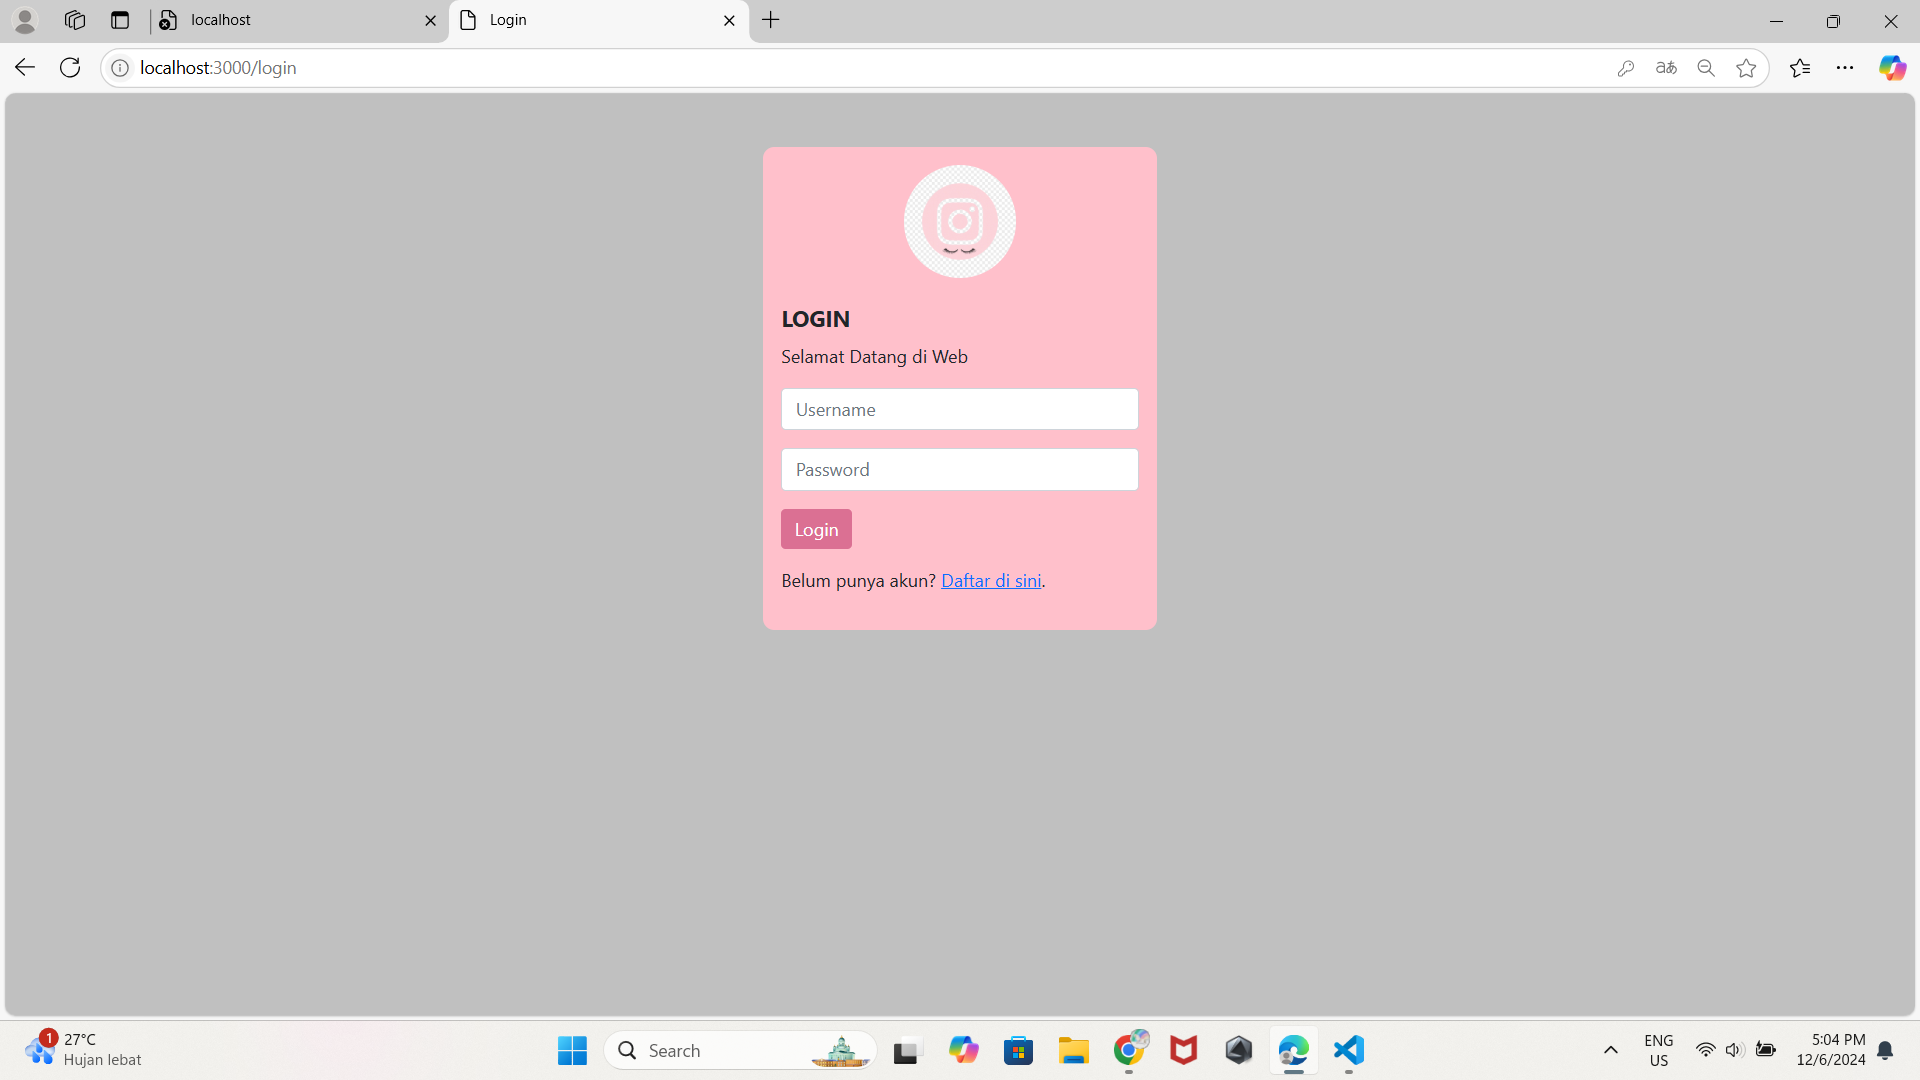 localhost
Login
localhost:3000/login
LOGIN
Selamat Datang di Web
Username
Password
Login
Belum punya akun? Daftar di sini.
1
27°C
Hujan lebat
Search
ENG
US
5:04 PM
12/6/2024